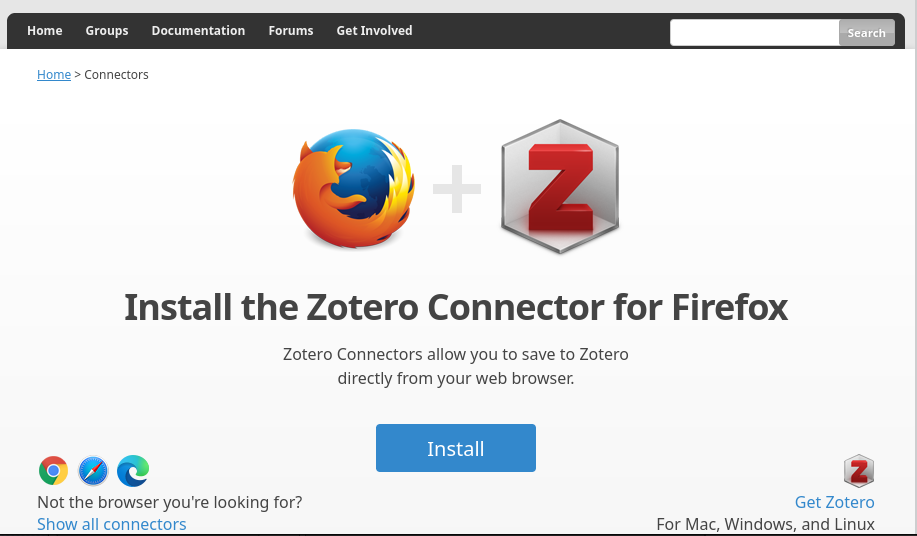 Home Groups Documentation Forums Get Involved Search
Home > Connectors
Z
Install the Zotero Connector for Firefox
Zotero Connectors allow you to save to Zotero
directly from your web browser.
Install
Z
Not the browser you're looking for?
Get Zotero
Show all connectors
For Mac, Windows, and Linux